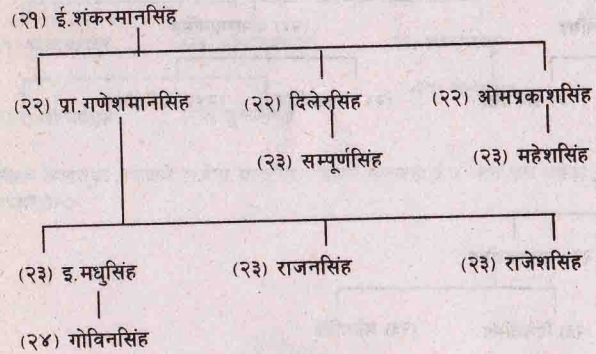 (२१) ई.शंकरमानसिंह
(२२) प्रा.गणेशमानसिंह (२२) दिलेरसिंह (२२) ओमप्रकाशसिंह
(२३) सम्पूर्णसिंह (२३) महेशसिंह
(२३) इ.मधुसिंह (२३) राजनसिंह (२३) राजेशसिंह
(२४) गोविनसिंह